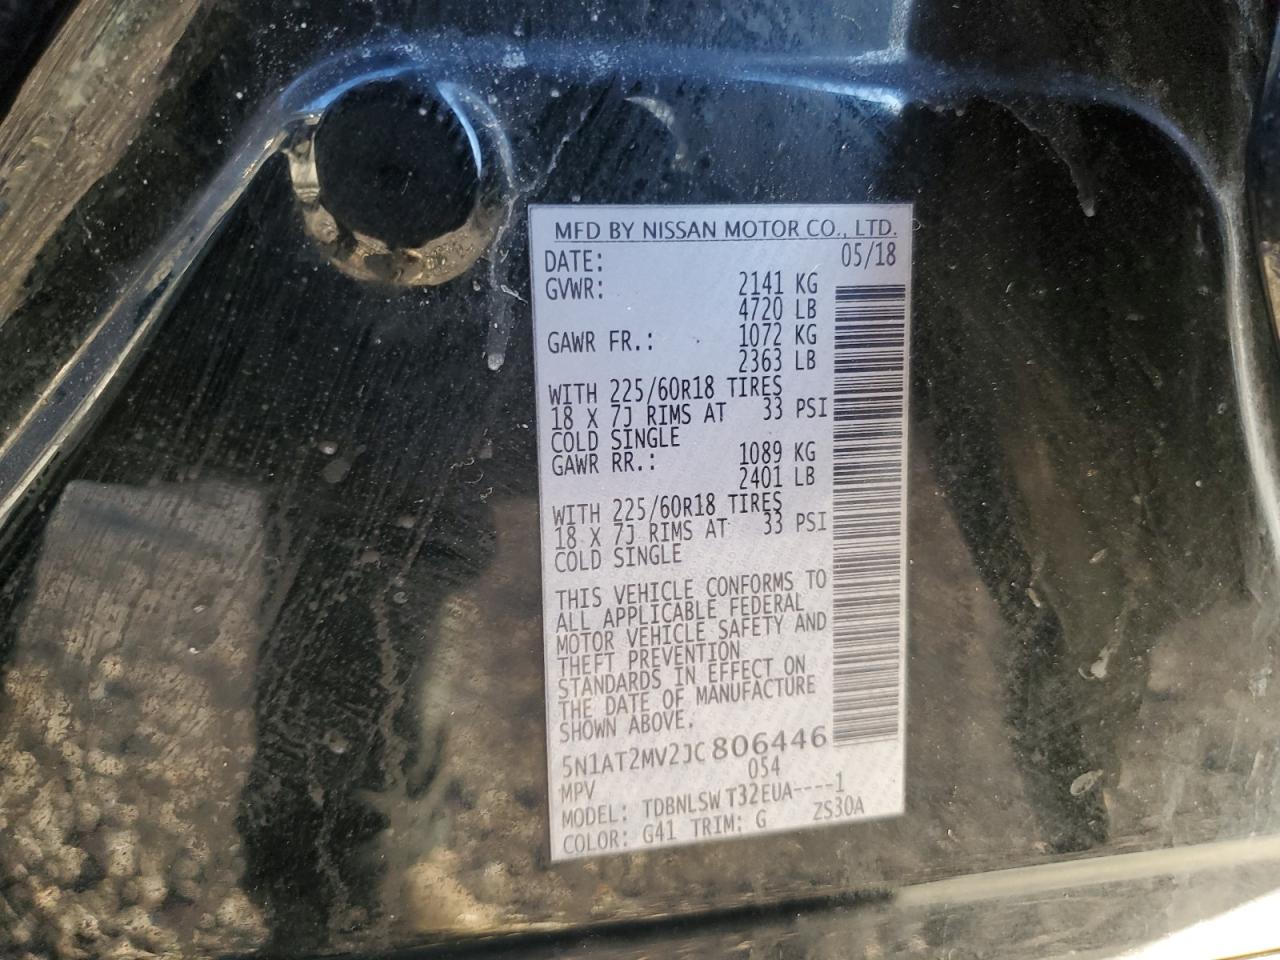 MFD BY NISSAN MOTOR CO., LTD.
DATE: 05/18
GVWR: 2141 KG
4720 LB
GAWR FR.: 1072 KG
2363 LB
WITH 225/60R18 TIRES
18 X 7J RIMS AT 33 PSI
COLD SINGLE
GAWR RR.: 1089 KG
2401 LB
WITH 225/60R18 TIRES
18 X 7J RIMS AT 33 PSI
COLD SINGLE
THIS VEHICLE CONFORMS TO
ALL APPLICABLE FEDERAL
MOTOR VEHICLE SAFETY AND
THEFT PREVENTION
STANDARDS IN EFFECT ON
THE DATE OF MANUFACTURE
SHOWN ABOVE.
5N1AT2MV2JC806446
054
MPV
MODEL: TDBNLSW T32EUA----1
COLOR: G41 TRIM: G ZS30A